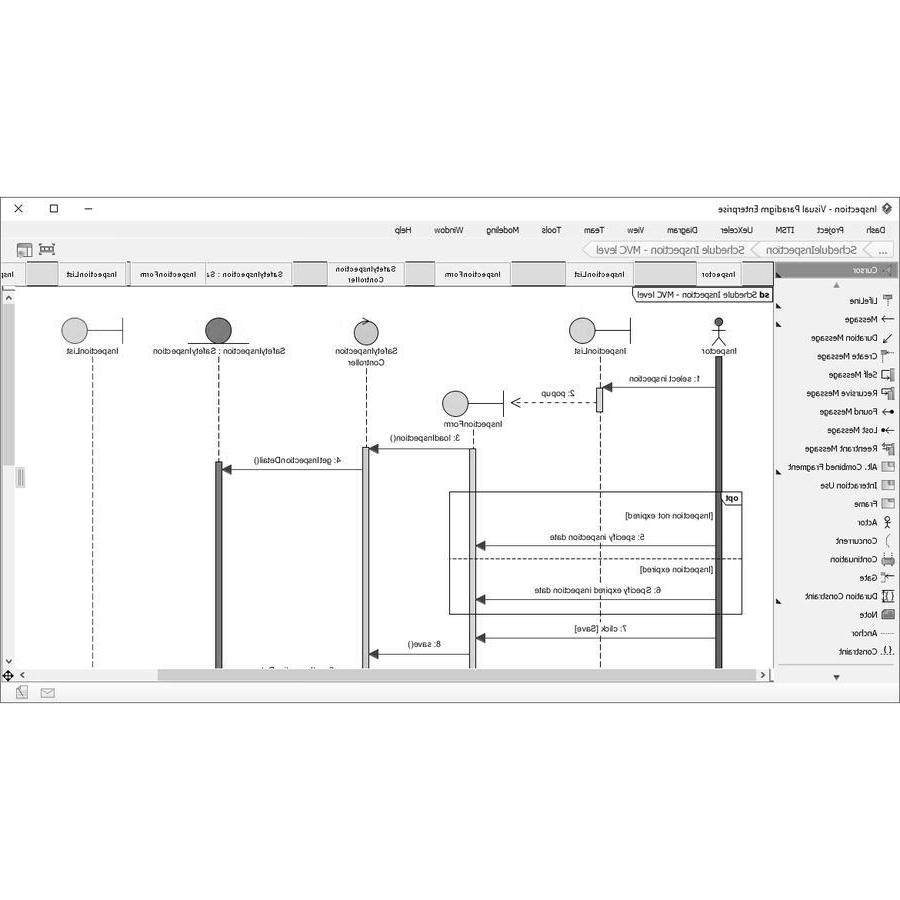 Inspection - Visual Paradigm Enterprise
Dash Project ITSM UeXceler Diagram View Team Tools Modeling Window Help
... ScheduleInspection Schedule Inspection - MVC level
Cursor
LifeLine
Message
Duration Message
Create Message
Self Message
Recursive Message
Found Message
Lost Message
Reentrant Message
Alt. Combined Fragment
Interaction Use
Frame
Actor
Concurrent
Continuation
Gate
Duration Constraint
Note
Anchor
Constraint
Inspector InspectionList InspectionForm SafetyInspection Controller SafetyInspection : Sa InspectionForm InspectionList
sd Schedule Inspection - MVC level
Inspector
InspectionList
SafetyInspection
Controller
SafetyInspection : SafetyInspection
InspectionList
1: select inspection
2: popup
InspectionForm
3: loadInspection()
4: getInspectionDetail()
opt
[Inspection not expired]
5: specify inspection date
[Inspection expired]
6: Specify expired inspection date
7: click [Save]
8: save()